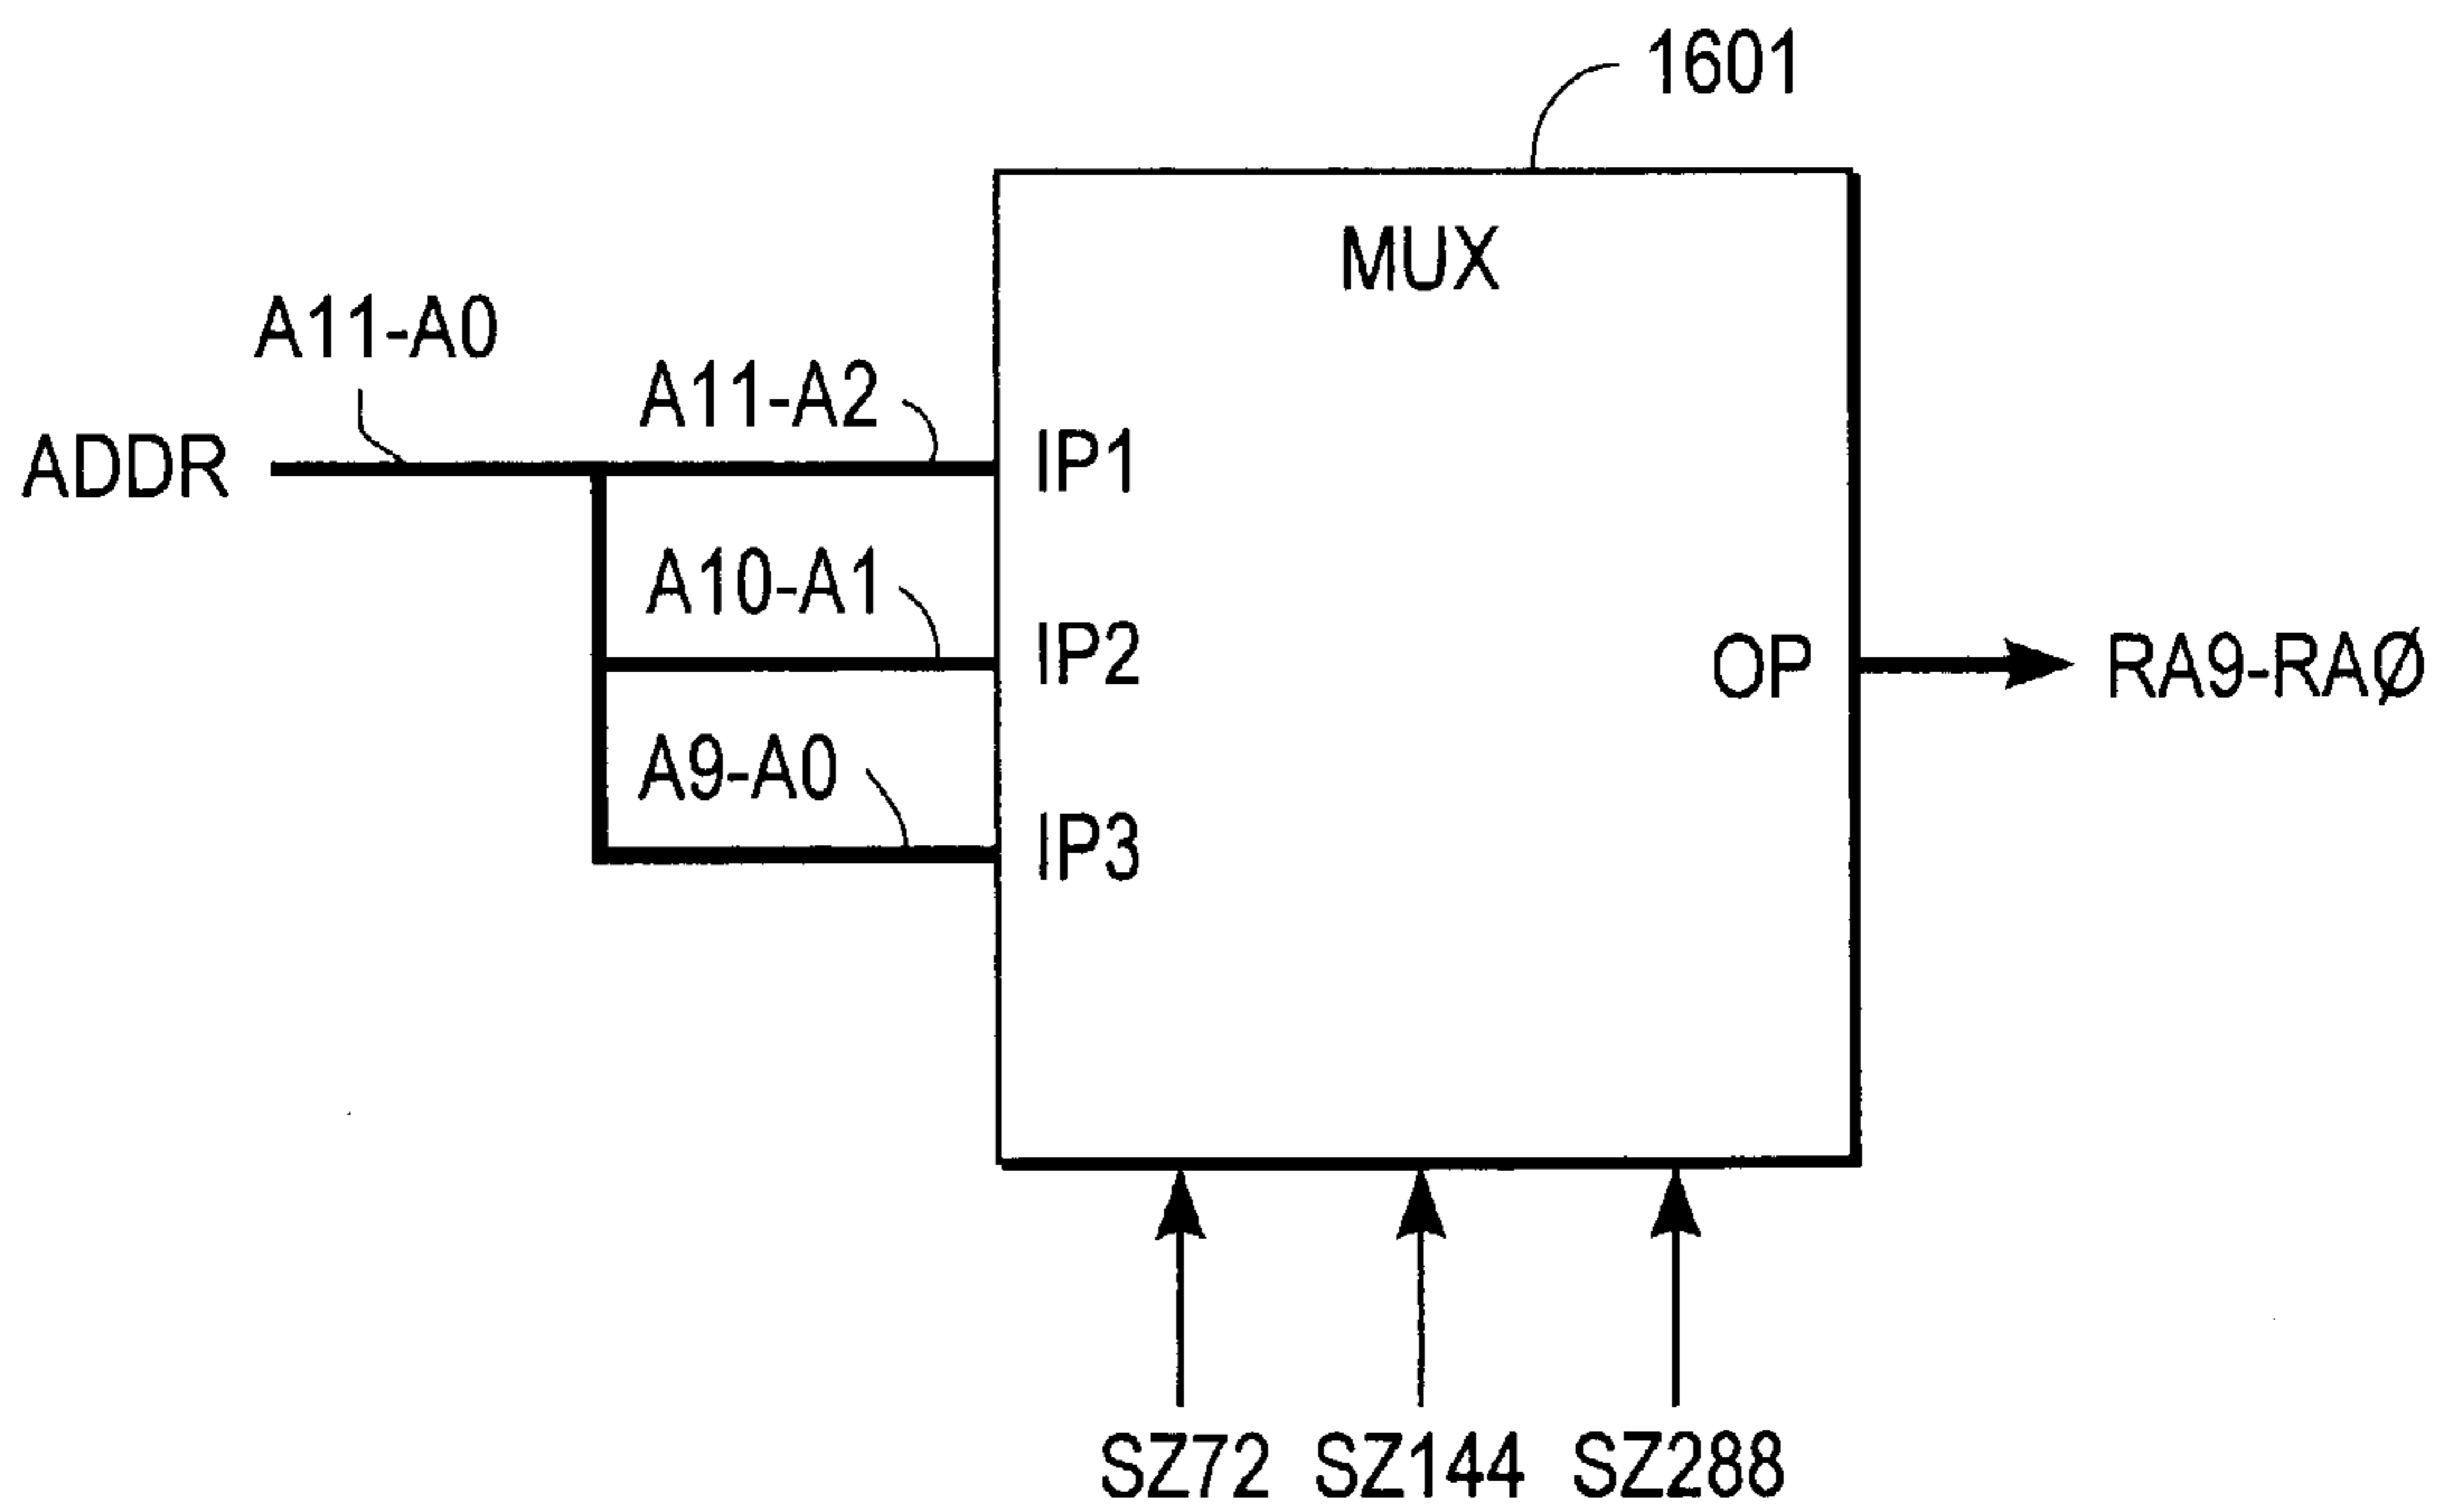 1601
MUX
A11-A0
A11-A2
ADDR
IP1
A10-A1
IP2
OP
RA9-RAØ
A9-A0
IP3
SZ72
SZ144
SZ288